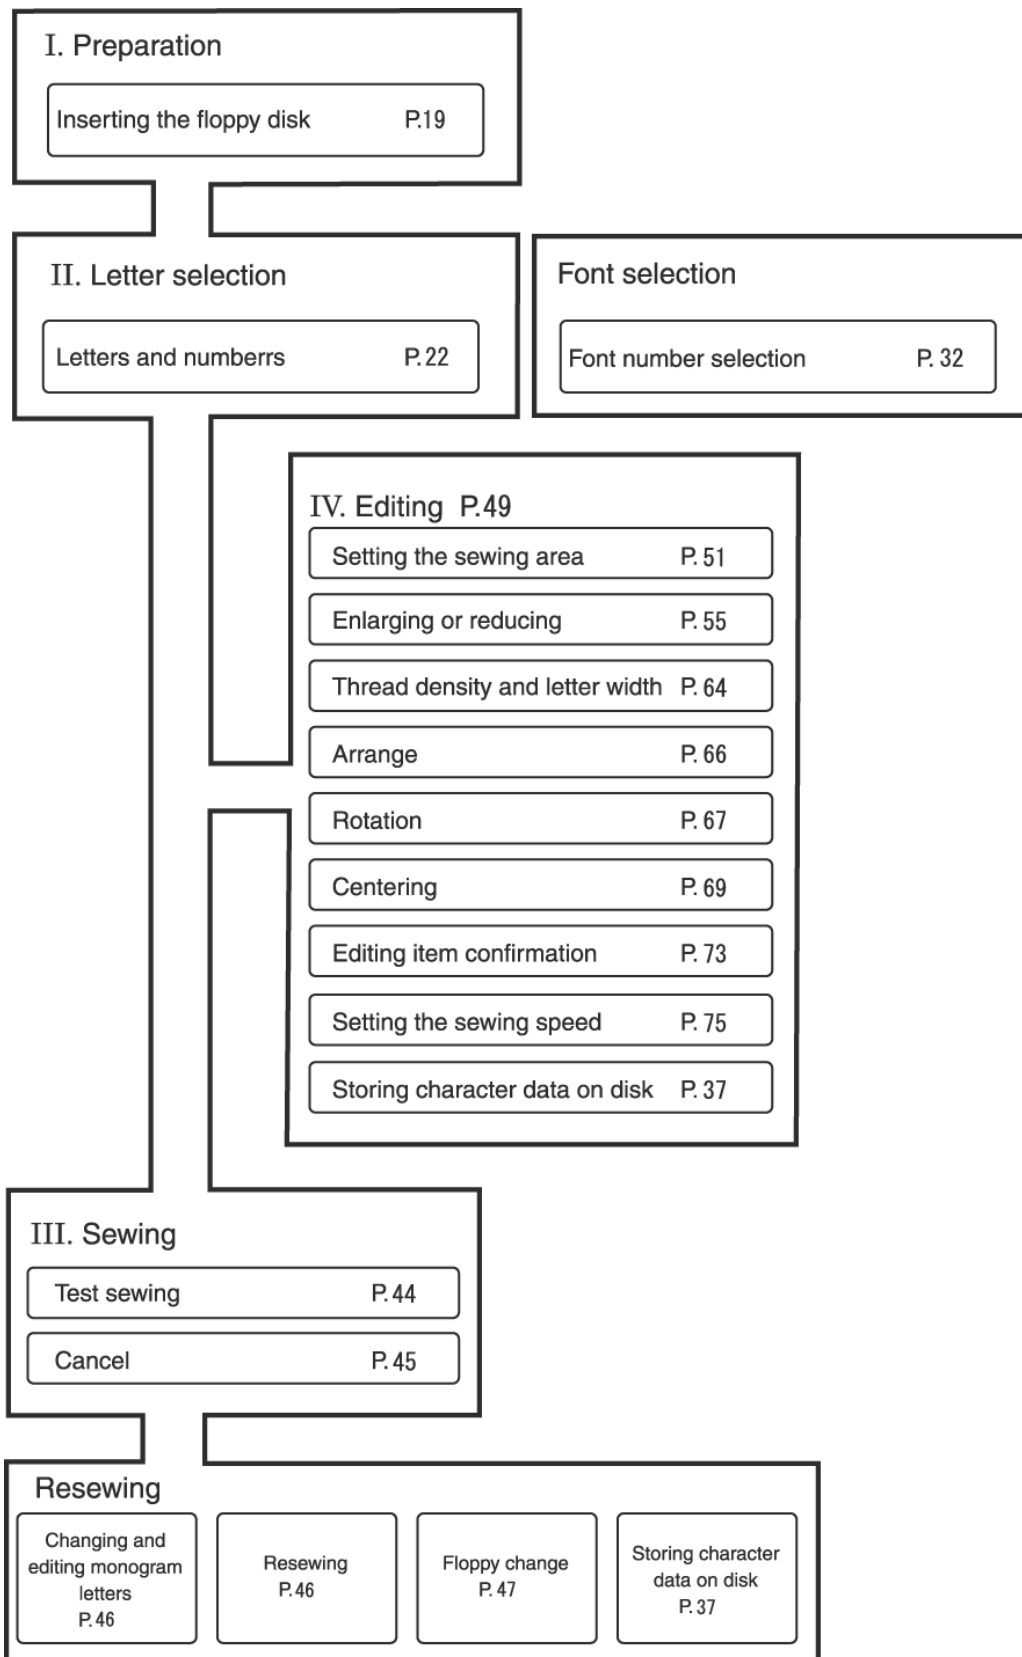 I. Preparation
Inserting the floppy disk P.19
II. Letter selection
Letters and numberrs P.22
Font selection
Font number selection P. 32
IV. Editing P.49
Setting the sewing area P. 51
Enlarging or reducing P. 55
Thread density and letter width P. 64
Arrange P. 66
Rotation P. 67
Centering P. 69
Editing item confirmation P. 73
Setting the sewing speed P. 75
Storing character data on disk P. 37
III. Sewing
Test sewing P. 44
Cancel P. 45
Resewing
Changing and
editing monogram
letters
P. 46
Resewing
P. 46
Floppy change
P. 47
Storing character
data on disk
P. 37